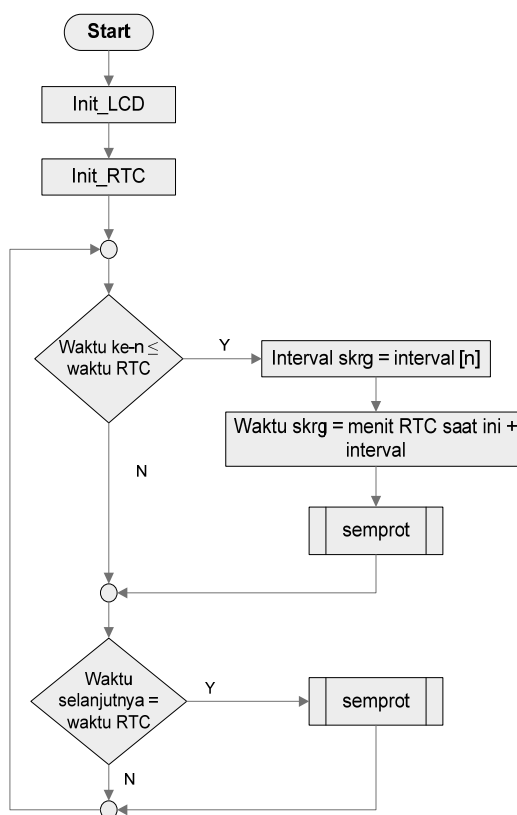 Start
Init_LCD
Init_RTC
Waktu ke-n ≤
waktu RTC
Y
Interval skrg = interval [n]
Waktu skrg = menit RTC saat ini +
interval
N
semprot
Waktu
selanjutnya =
waktu RTC
Y
semprot
N